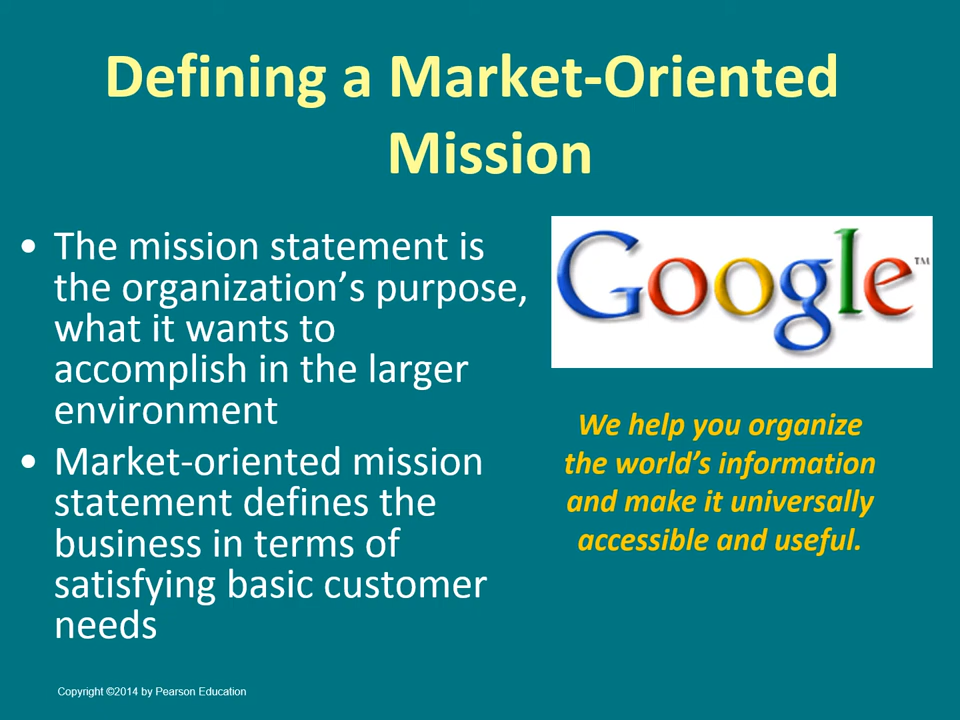 Defining a Market-Oriented
Mission
• The mission statement is
the organization’s purpose,
what it wants to
accomplish in the larger
environment
• Market-oriented mission
statement defines the
business in terms of
satisfying basic customer
needs
Google™
We help you organize
the world’s information
and make it universally
accessible and useful.
Copyright ©2014 by Pearson Education